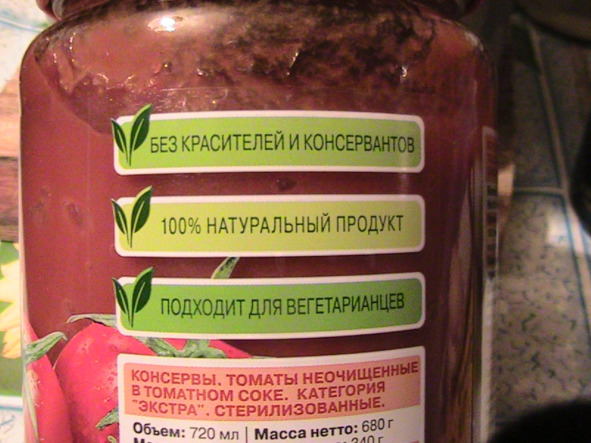 БЕЗ КРАСИТЕЛЕЙ И КОНСЕРВАНТОВ
100% НАТУРАЛЬНЫЙ ПРОДУКТ
ПОДХОДИТ ДЛЯ ВЕГЕТАРИАНЦЕВ
КОНСЕРВЫ. ТОМАТЫ НЕОЧИЩЕННЫЕ
В ТОМАТНОМ СОКЕ. КАТЕГОРИЯ
"ЭКСТРА". СТЕРИЛИЗОВАННЫЕ.
Объем: 720 мл | Масса нетто: 680 г
340 г